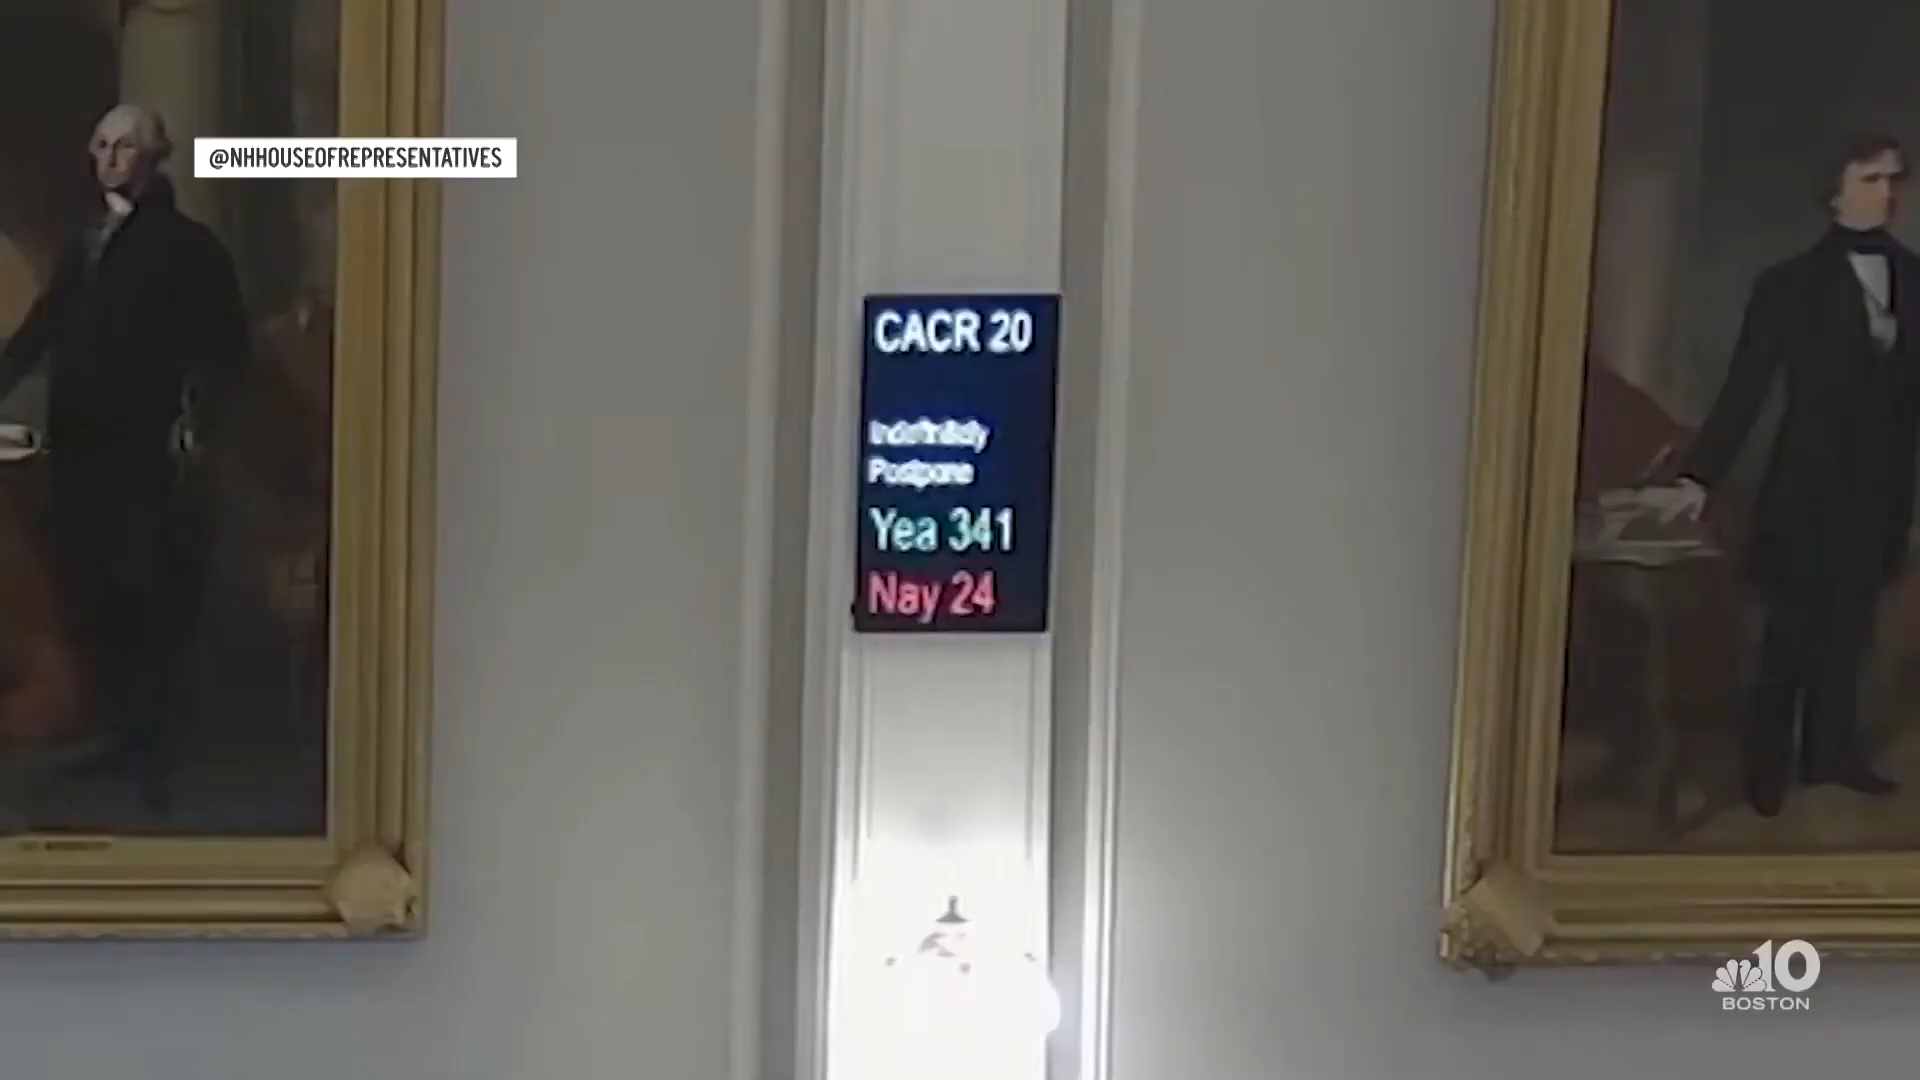 @NHHOUSEOFREPRESENTATIVES
CACR 20
Indefinitely
Postpone
Yea 341
Nay 24
10
BOSTON